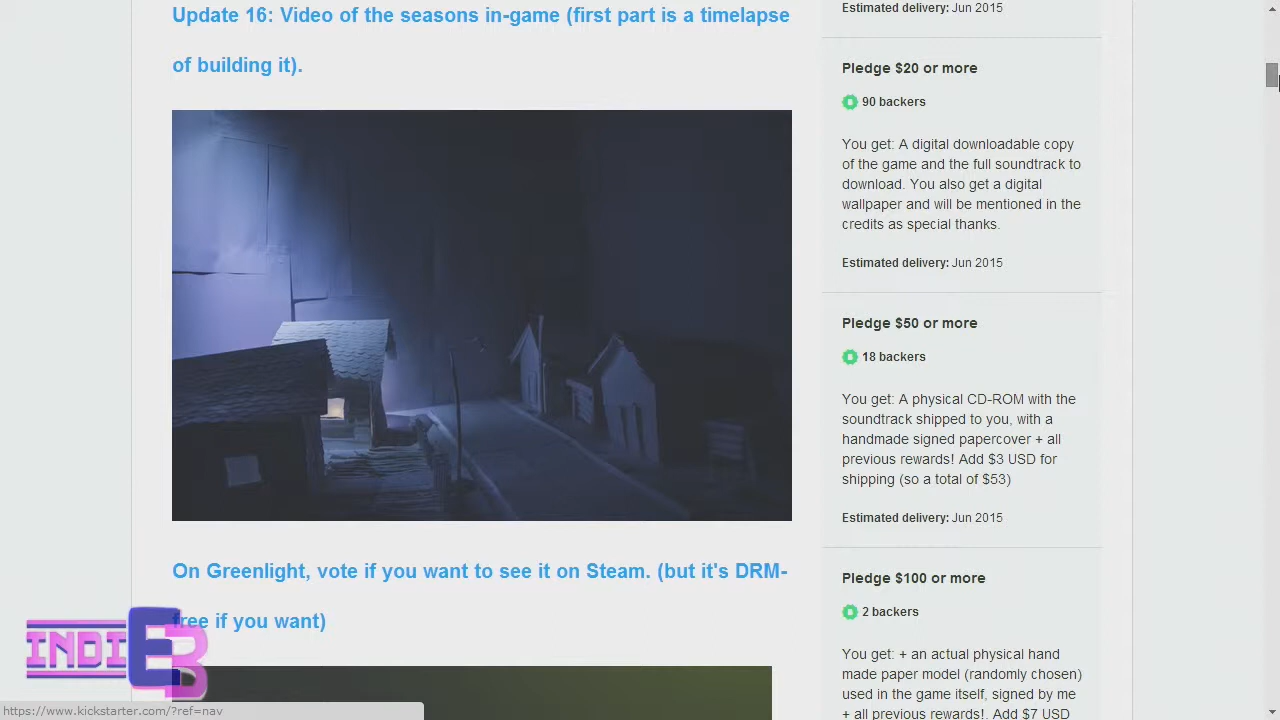 Update 16: Video of the seasons in-game (first part is a timelapse
of building it).
On Greenlight, vote if you want to see it on Steam. (but it's DRM-
free if you want)
Estimated delivery: Jun 2015
Pledge $20 or more
90 backers
You get: A digital downloadable copy
of the game and the full soundtrack to
download. You also get a digital
wallpaper and will be mentioned in the
credits as special thanks.
Estimated delivery: Jun 2015
Pledge $50 or more
18 backers
You get: A physical CD-ROM with the
soundtrack shipped to you, with a
handmade signed papercover + all
previous rewards! Add $3 USD for
shipping (so a total of $53)
Estimated delivery: Jun 2015
Pledge $100 or more
2 backers
You get: + an actual physical hand
made paper model (randomly chosen)
used in the game itself, signed by me
+ all previous rewards!. Add $7 USD
INDIEB
https://www.kickstarter.com/?ref=nav